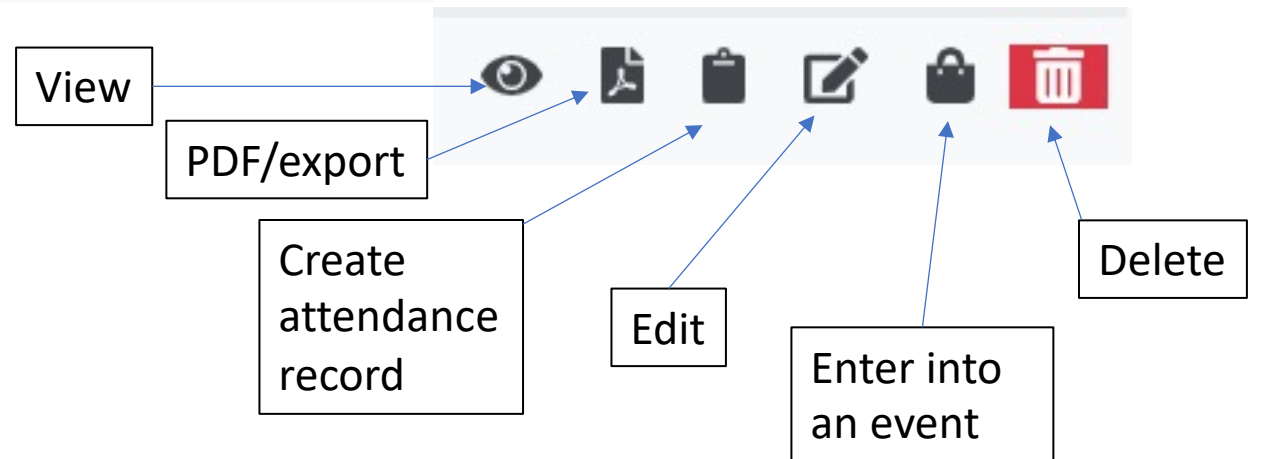 View
PDF/export
Create
attendance
record
Edit
Enter into
an event
Delete